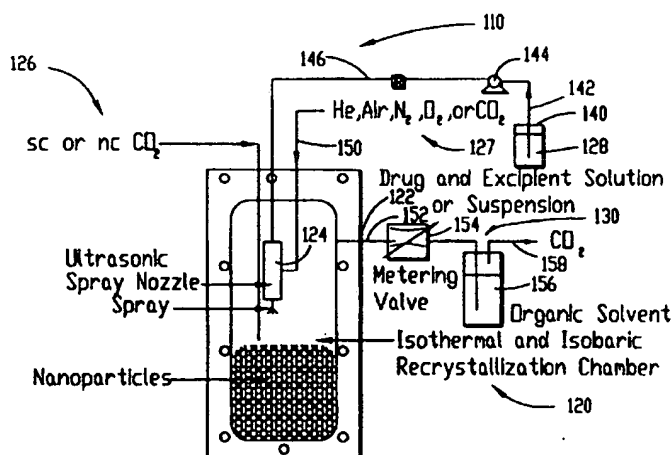 110
126
146
144
142
140
128
He, Air, N₂, O₂, or CO₂
127
sc or nc CO₂
150
Drug and Excipient Solution
or Suspension
122
152
154
130
CO₂
158
156
124
Ultrasonic
Spray Nozzle
Spray
Metering
Valve
Organic Solvent
Isothermal and Isobaric
Recrystallization Chamber
Nanoparticles
120